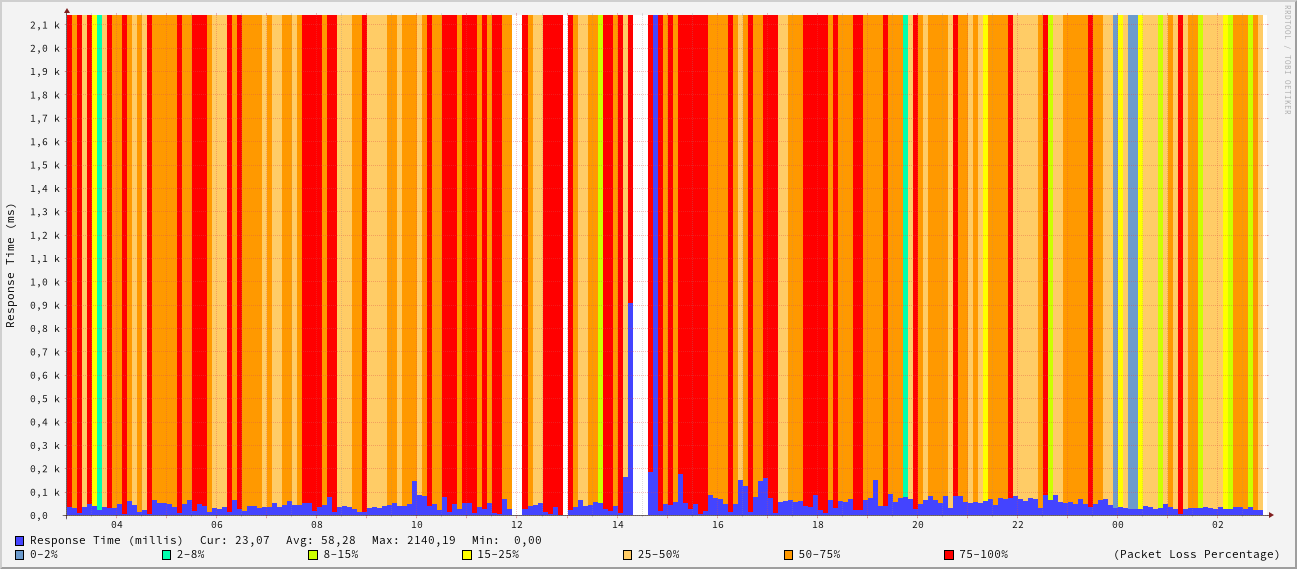 RRDTOOL / TOBI OETIKER
Response Time (ms)
2,1 k
2,0 k
1,9 k
1,8 k
1,7 k
1,6 k
1,5 k
1,4 k
1,3 k
1,2 k
1,1 k
1,0 k
0,9 k
0,8 k
0,7 k
0,6 k
0,5 k
0,4 k
0,3 k
0,2 k
0,1 k
0,0
04 06 08 10 12 14 16 18 20 22 00 02
Response Time (millis) Cur: 23,07 Avg: 58,28 Max: 2140,19 Min: 0,00
0-2% 2-8% 8-15% 15-25% 25-50% 50-75% 75-100% (Packet Loss Percentage)